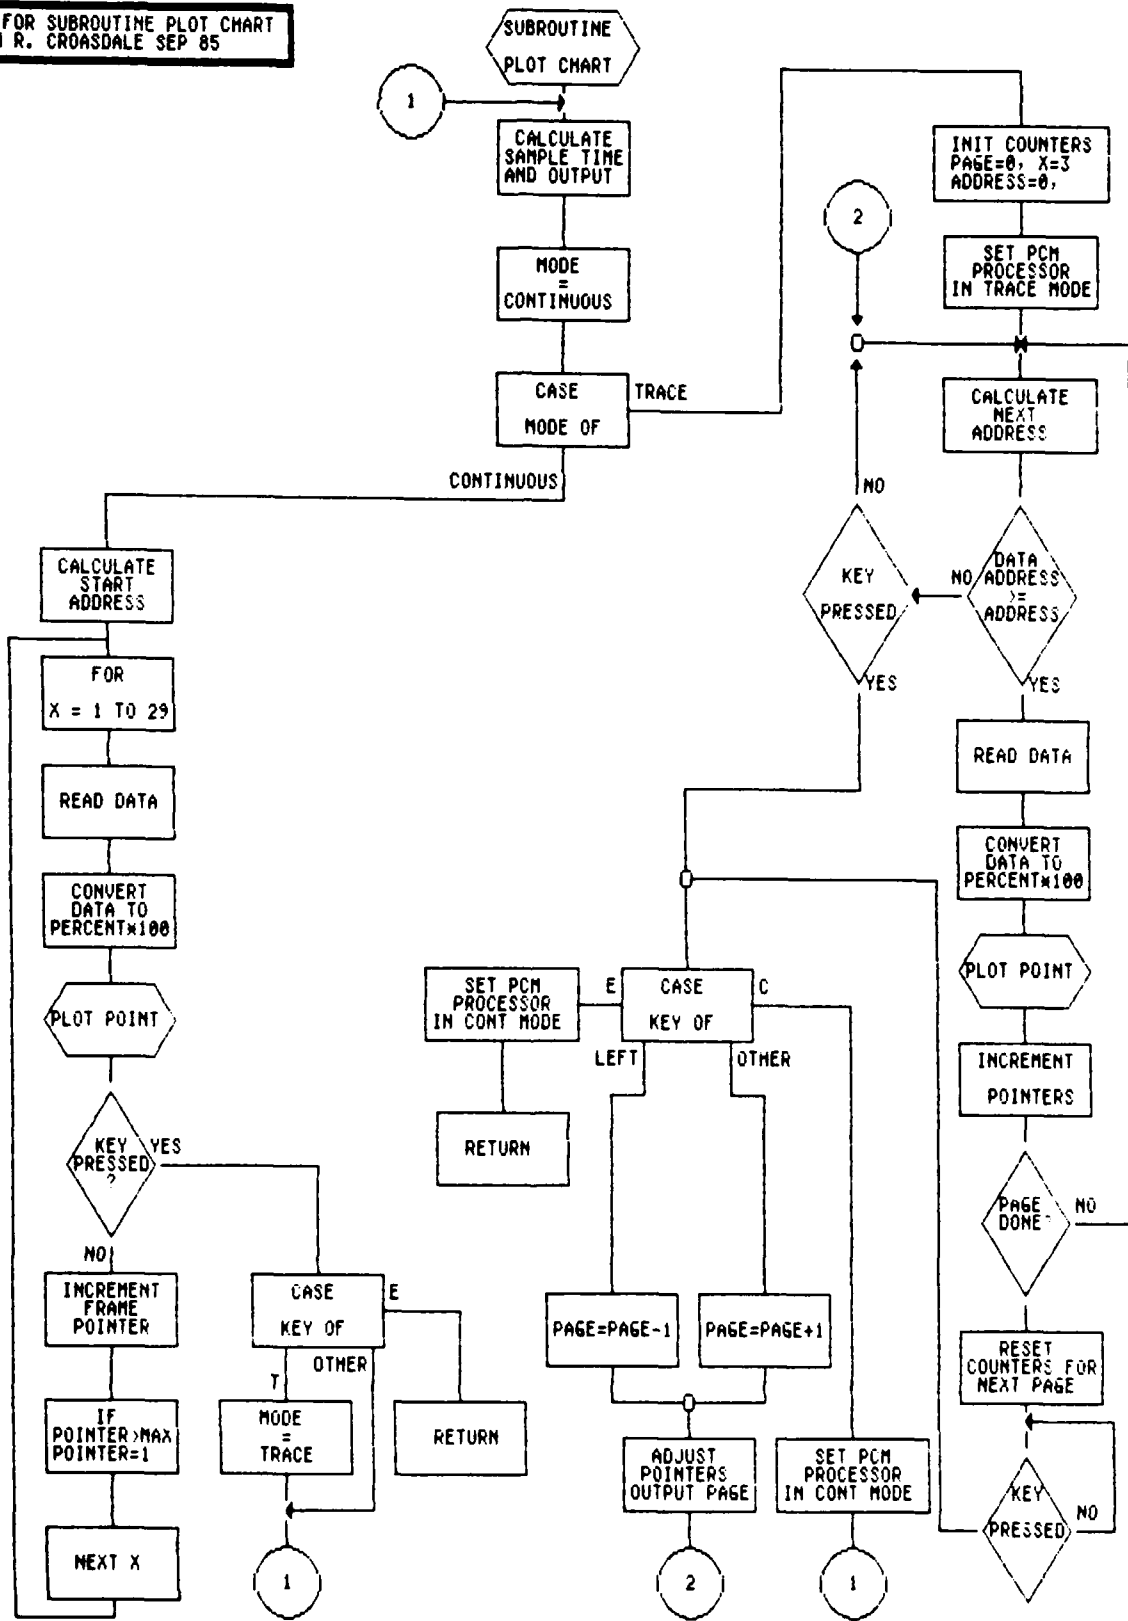 FOR SUBROUTINE PLOT CHART
R. CROASDALE SEP 85
SUBROUTINE
PLOT CHART
1
CALCULATE
SAMPLE TIME
AND OUTPUT
MODE
=
CONTINUOUS
CASE
MODE OF
TRACE
CONTINUOUS
INIT COUNTERS
PAGE=0, X=3
ADDRESS=0,
SET PCM
PROCESSOR
IN TRACE MODE
2
CALCULATE
NEXT
ADDRESS
DATA
ADDRESS
>=
ADDRESS
NO
YES
KEY
PRESSED
NO
YES
READ DATA
CONVERT
DATA TO
PERCENT*100
PLOT POINT
INCREMENT
POINTERS
PAGE
DONE?
NO
RESET
COUNTERS FOR
NEXT PAGE
KEY
PRESSED
NO
CALCULATE
START
ADDRESS
FOR
X = 1 TO 29
READ DATA
CONVERT
DATA TO
PERCENT*100
PLOT POINT
KEY
PRESSED
?
YES
NO
INCREMENT
FRAME
POINTER
IF
POINTER>MAX
POINTER=1
NEXT X
CASE
KEY OF
E
OTHER
T
MODE
=
TRACE
RETURN
1
SET PCM
PROCESSOR
IN CONT MODE
RETURN
E
CASE
KEY OF
C
LEFT
OTHER
PAGE=PAGE-1
PAGE=PAGE+1
ADJUST
POINTERS
OUTPUT PAGE
2
SET PCM
PROCESSOR
IN CONT MODE
1